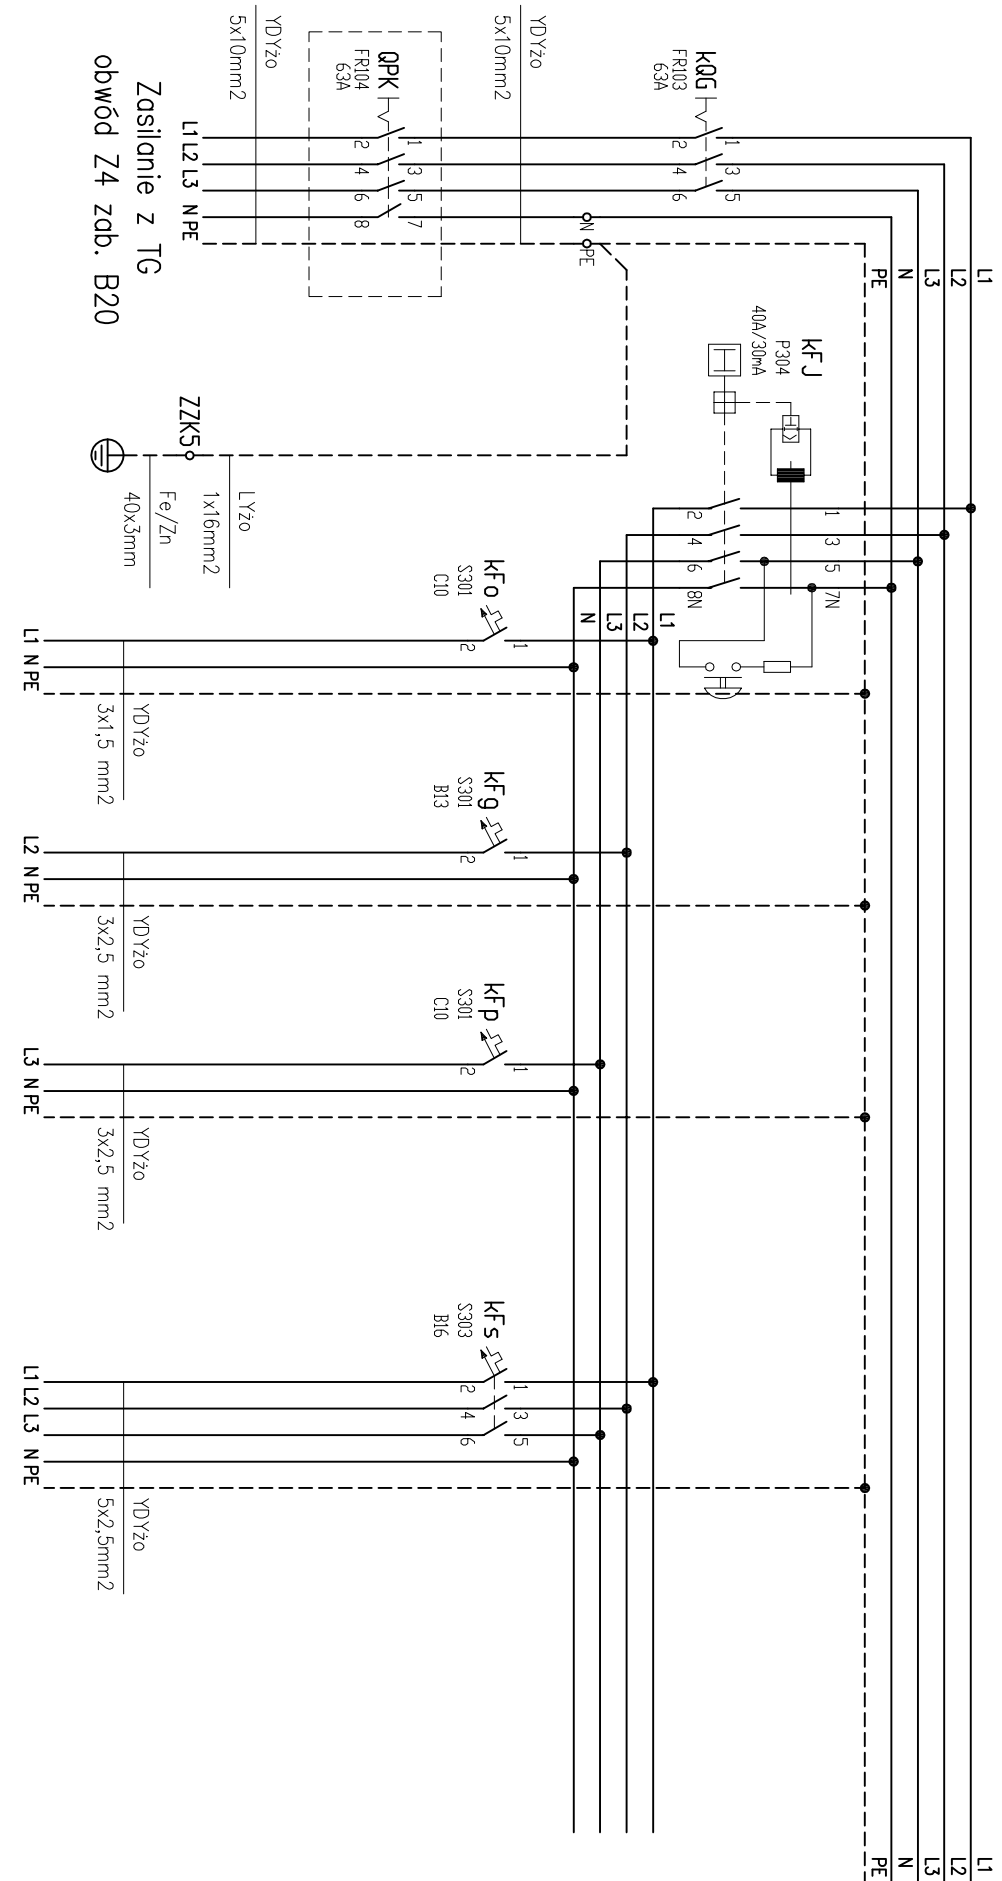 L1
L2
L3
N
PE
L1
L2
L3
N
PE
kQG
FR103
63A
1
3
5
2
4
6
YDYżo
5x10mm2
N
PE
QPK
FR104
63A
1
3
5
7
2
4
6
8
YDYżo
5x10mm2
L1 L2 L3 N PE
Zasilanie z TG
obwód Z4 zab. B20
kFJ
P304
40A/30mA
H
1
3
5
7N
2
4
6
8N
L1
L2
L3
N
ZZK5
LYżo
1x16mm2
Fe/Zn
40x3mm
kFo
S301
C10
1
2
YDYżo
3x1,5 mm2
L1 N PE
kFg
S301
B13
1
2
YDYżo
3x2,5 mm2
L2 N PE
kFp
S301
C10
1
2
YDYżo
3x2,5 mm2
L3 N PE
kFs
S303
B16
1
3
5
2
4
6
YDYżo
5x2,5mm2
L1 L2 L3 N PE